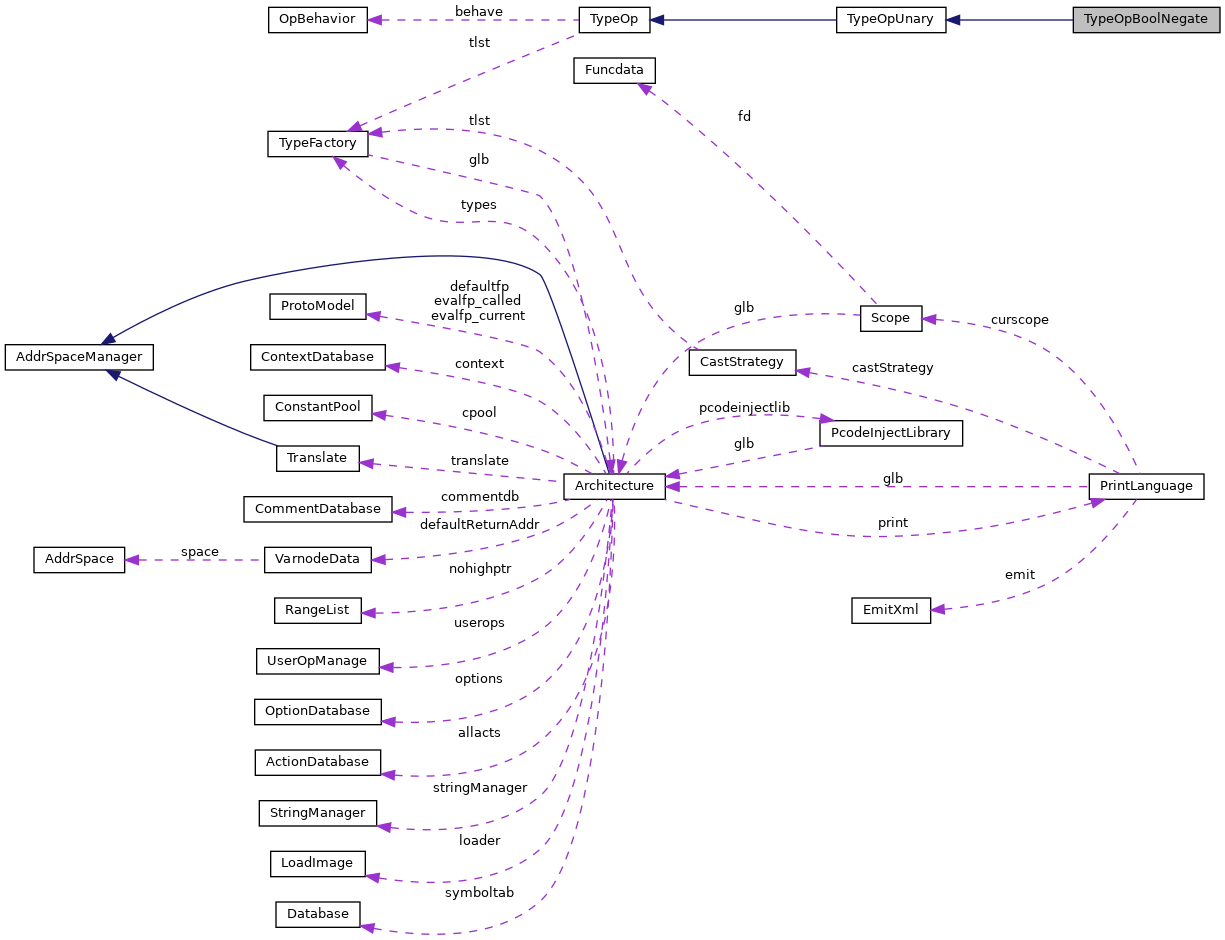 behave
OpBehavior
TypeOp
TypeOpUnary
TypeOpBoolNegate
tlst
Funcdata
fd
tlst
TypeFactory
glb
types
defaultfp
evalfp_called
evalfp_current
ProtoModel
glb
Scope
curscope
AddrSpaceManager
ContextDatabase
context
CastStrategy
castStrategy
ConstantPool
cpool
pcodeinjectlib
PcodeInjectLibrary
glb
Translate
translate
Architecture
glb
PrintLanguage
commentdb
CommentDatabase
defaultReturnAddr
print
AddrSpace
space
VarnodeData
nohighptr
emit
RangeList
EmitXml
userops
UserOpManage
options
OptionDatabase
allacts
ActionDatabase
stringManager
StringManager
loader
LoadImage
symboltab
Database